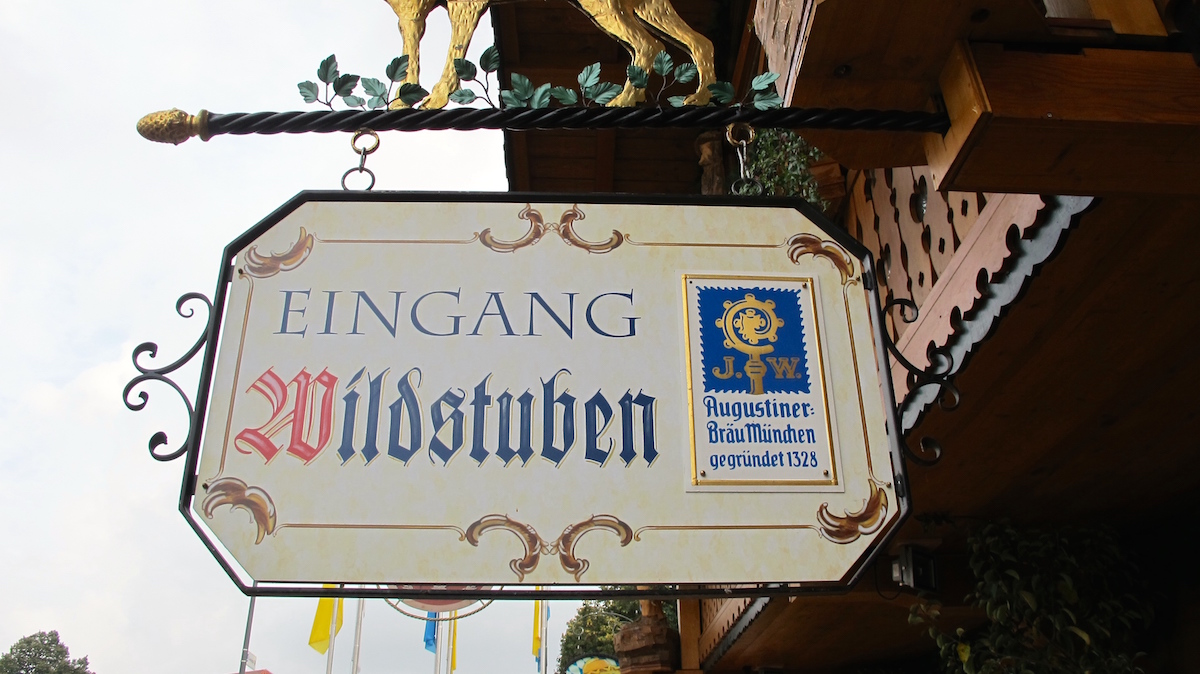 EINGANG
Wildstuben
J. W.
Augustiner=
Bräu München
gegründet 1328